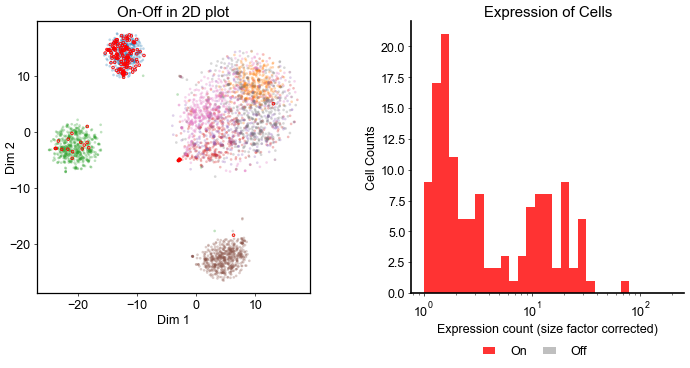 On-Off in 2D plot
Dim 2
10
0
−10
−20
−20
−10
0
10
Dim 1
Expression of Cells
Cell Counts
20.0
17.5
15.0
12.5
10.0
7.5
5.0
2.5
0.0
10⁰
10¹
10²
Expression count (size factor corrected)
On Off